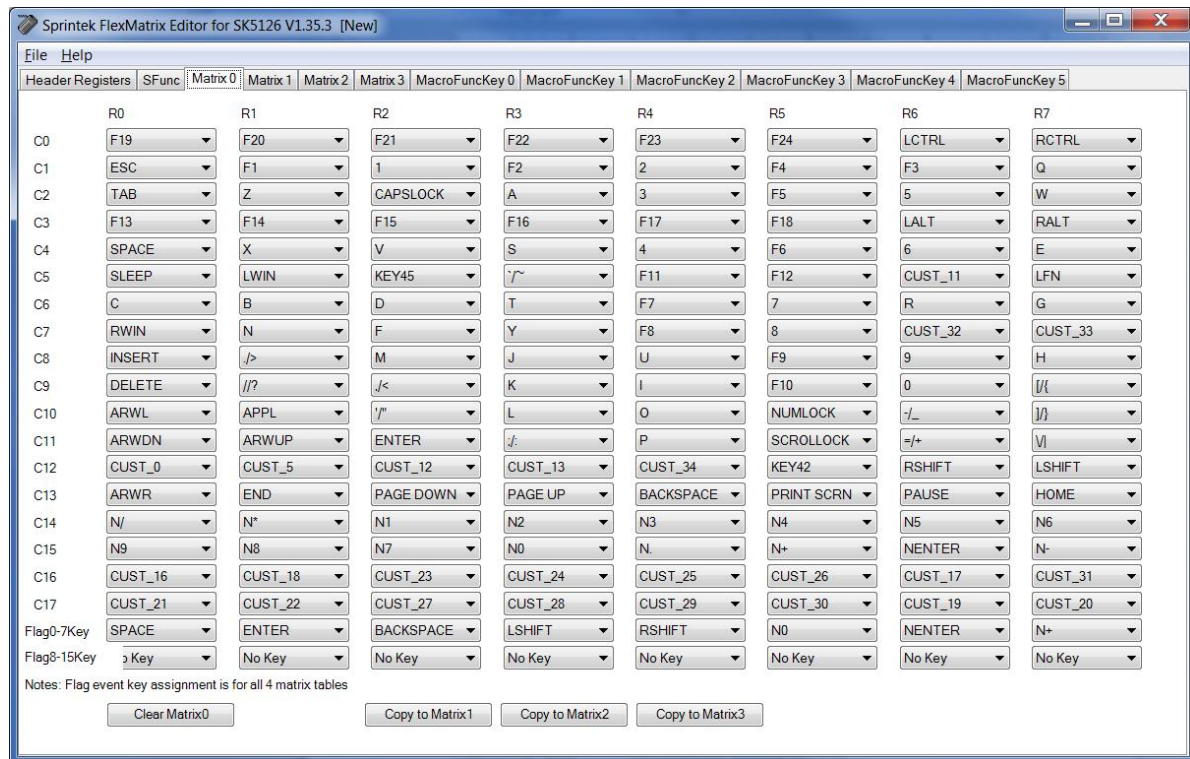 Sprintek FlexMatrix Editor for SK5126 V1.35.3 [New]
File Help
Header Registers SFunc Matrix 0 Matrix 1 Matrix 2 Matrix 3 MacroFuncKey 0 MacroFuncKey 1 MacroFuncKey 2 MacroFuncKey 3 MacroFuncKey 4 MacroFuncKey 5
R0 R1 R2 R3 R4 R5 R6 R7
C0 F19 F20 F21 F22 F23 F24 LCTRL RCTRL
C1 ESC F1 1 F2 2 F4 F3 Q
C2 TAB Z CAPSLOCK A 3 F5 5 W
C3 F13 F14 F15 F16 F17 F18 LALT RALT
C4 SPACE X V S 4 F6 6 E
C5 SLEEP LWIN KEY45 `/~ F11 F12 CUST_11 LFN
C6 C B D T F7 7 R G
C7 RWIN N F Y F8 8 CUST_32 CUST_33
C8 INSERT ./> M J U F9 9 H
C9 DELETE //? ,/< K I F10 0 [/{
C10 ARWL APPL '/" L O NUMLOCK -/_ ]/}
C11 ARWDN ARWUP ENTER ;/: P SCROLLOCK =/+ \/|
C12 CUST_0 CUST_5 CUST_12 CUST_13 CUST_34 KEY42 RSHIFT LSHIFT
C13 ARWR END PAGE DOWN PAGE UP BACKSPACE PRINT SCRN PAUSE HOME
C14 N/ N* N1 N2 N3 N4 N5 N6
C15 N9 N8 N7 N0 N. N+ NENTER N-
C16 CUST_16 CUST_18 CUST_23 CUST_24 CUST_25 CUST_26 CUST_17 CUST_31
C17 CUST_21 CUST_22 CUST_27 CUST_28 CUST_29 CUST_30 CUST_19 CUST_20
Flag0-7Key SPACE ENTER BACKSPACE LSHIFT RSHIFT N0 NENTER N+
Flag8-15Key o Key No Key No Key No Key No Key No Key No Key No Key
Notes: Flag event key assignment is for all 4 matrix tables
Clear Matrix0 Copy to Matrix1 Copy to Matrix2 Copy to Matrix3